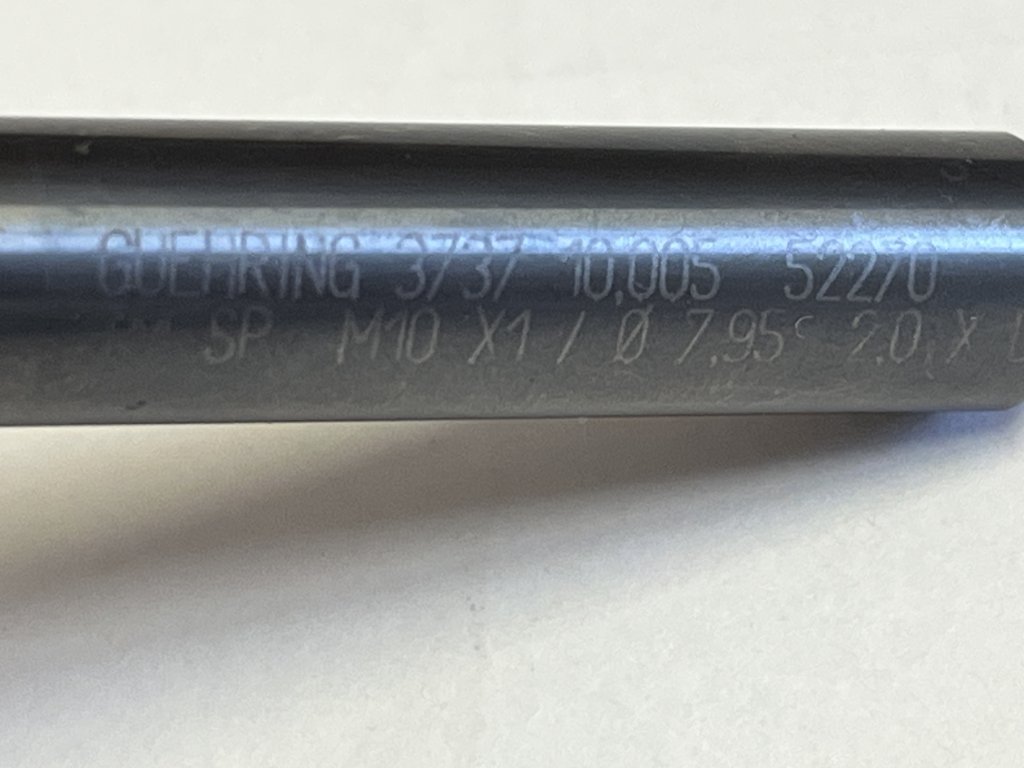 GUEHRING 3737 10,005 52270
SP M10 X1 / Ø 7.95 2.0 X